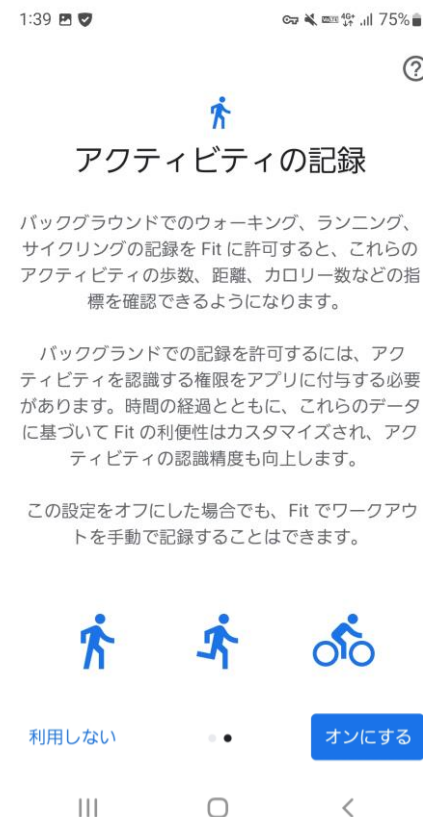 1:39
75%
アクティビティの記録
バックグラウンドでのウォーキング、ランニング、
サイクリングの記録を Fit に許可すると、これらの
アクティビティの歩数、距離、カロリー数などの指
標を確認できるようになります。
バックグランドでの記録を許可するには、アク
ティビティを認識する権限をアプリに付与する必要
があります。時間の経過とともに、これらのデータ
に基づいて Fit の利便性はカスタマイズされ、アク
ティビティの認識精度も向上します。
この設定をオフにした場合でも、Fit でワークアウ
トを手動で記録することはできます。
利用しない
オンにする